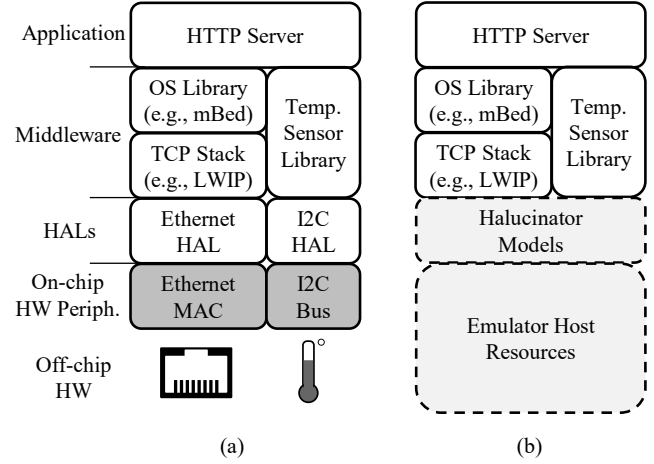 Application
HTTP Server
HTTP Server
Middleware
OS Library
(e.g., mBed)
TCP Stack
(e.g., LWIP)
Temp.
Sensor
Library
OS Library
(e.g., mBed)
TCP Stack
(e.g., LWIP)
Temp.
Sensor
Library
HALs
Ethernet
HAL
I2C
HAL
Halucinator
Models
On-chip
HW Periph.
Ethernet
MAC
I2C
Bus
Emulator Host
Resources
Off-chip
HW
(a)
(b)